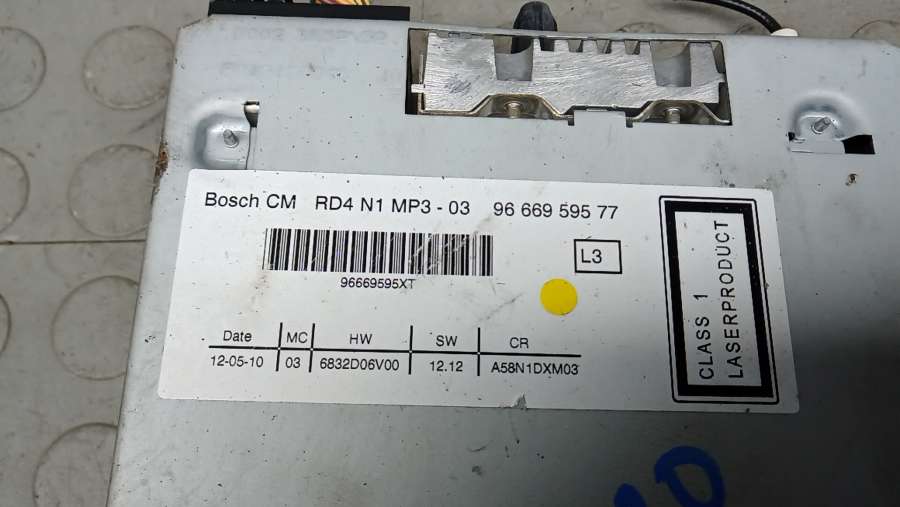 Bosch CM RD4 N1 MP3 - 03 96 669 595 77
96669595XT
L3
Date MC HW SW CR
12-05-10 03 6832D06V00 12.12 A58N1DXM03
CLASS 1
LASERPRODUCT